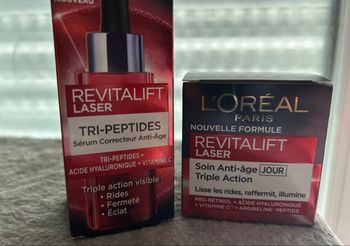 NOUVEAU
REVITALIFT
LASER
TRI-PEPTIDES
Sérum Correcteur Anti-Âge
TRI-PEPTIDES +
ACIDE HYALURONIQUE + VITAMINE C
Triple action visible :
• Rides
• Fermeté
• Éclat
L'ORÉAL
PARIS
NOUVELLE FORMULE
REVITALIFT
LASER
Soin Anti-âge JOUR
Triple Action
Lisse les rides, raffermit, illumine
PRO-RETINOL + ACIDE HYALURONIQUE
+ VITAMINE C* + ARGIRELINE* PEPTIDE